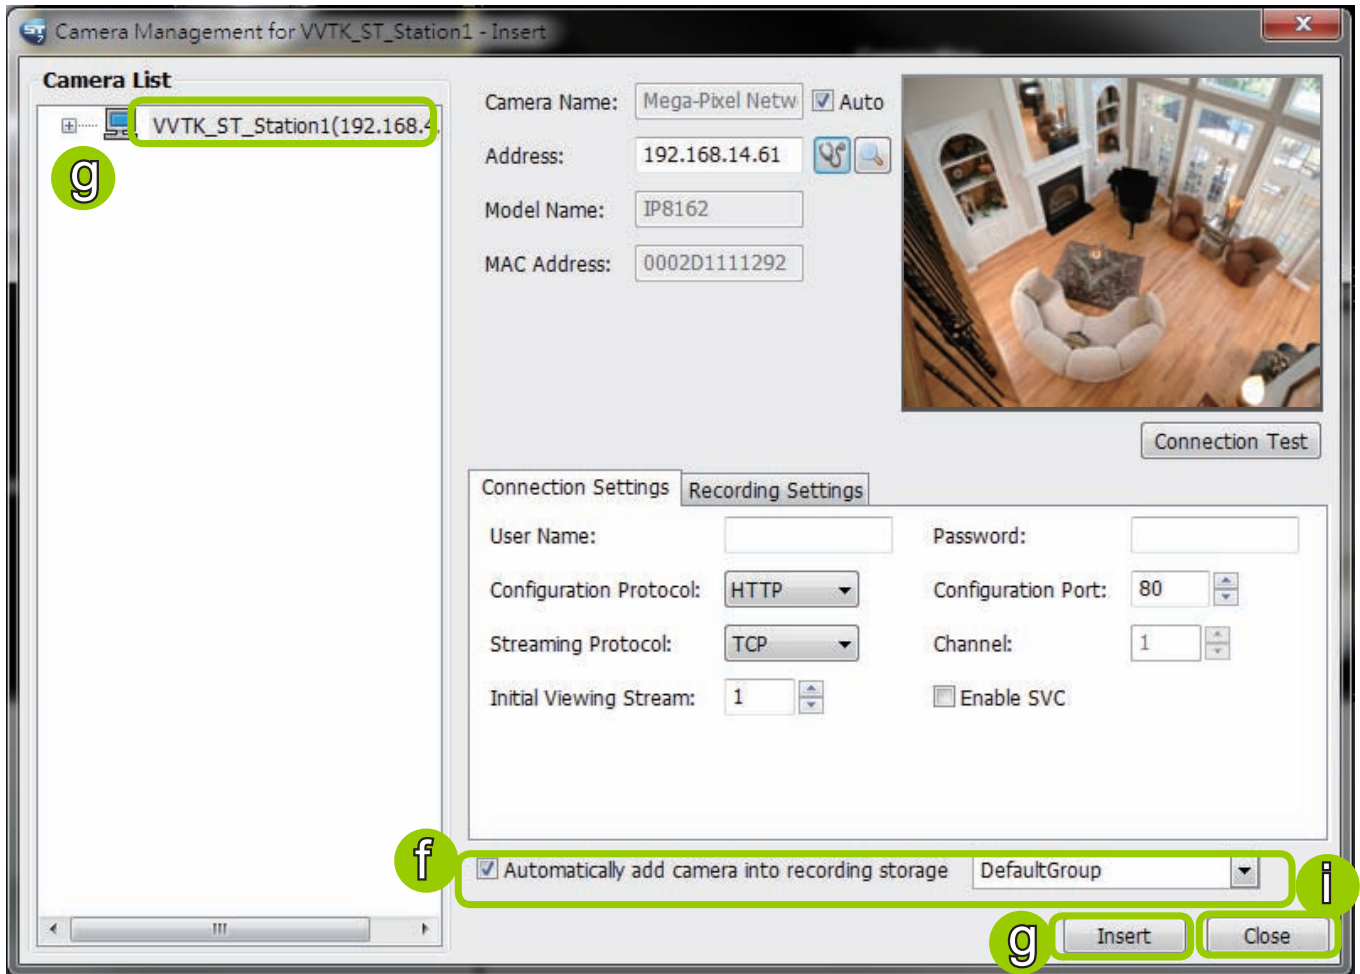 Camera Management for VVTK_ST_Station1 - Insert
Camera List
VVTK_ST_Station1(192.168.4.
g
Camera Name: Mega-Pixel Netw Auto
Address: 192.168.14.61
Model Name: IP8162
MAC Address: 0002D1111292
Connection Test
Connection Settings Recording Settings
User Name: Password:
Configuration Protocol: HTTP Configuration Port: 80
Streaming Protocol: TCP Channel: 1
Initial Viewing Stream: 1 Enable SVC
f Automatically add camera into recording storage DefaultGroup i
g Insert Close